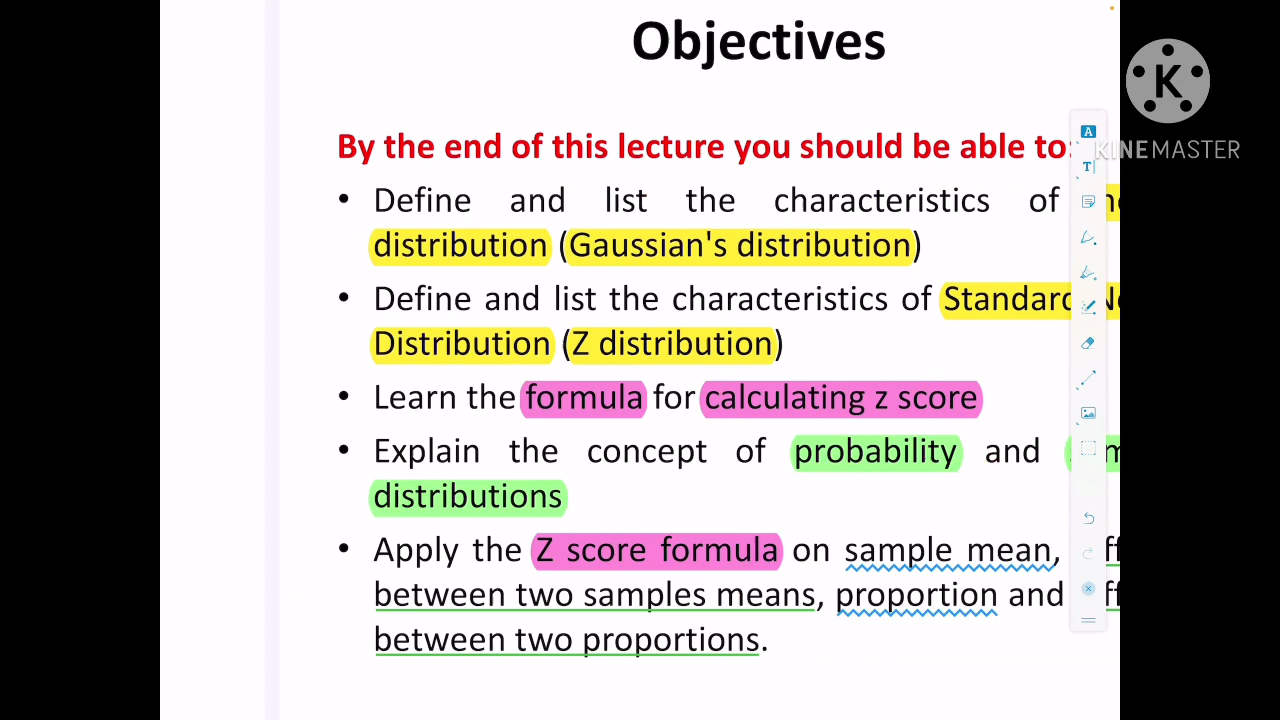 Objectives
By the end of this lecture you should be able to:
KINEMASTER
K
Define and list the characteristics of
distribution (Gaussian's distribution)
Define and list the characteristics of Standard
Distribution (Z distribution)
Learn the formula for calculating z score
Explain the concept of probability and
distributions
Apply the Z score formula on sample mean,
between two samples means, proportion and
between two proportions.